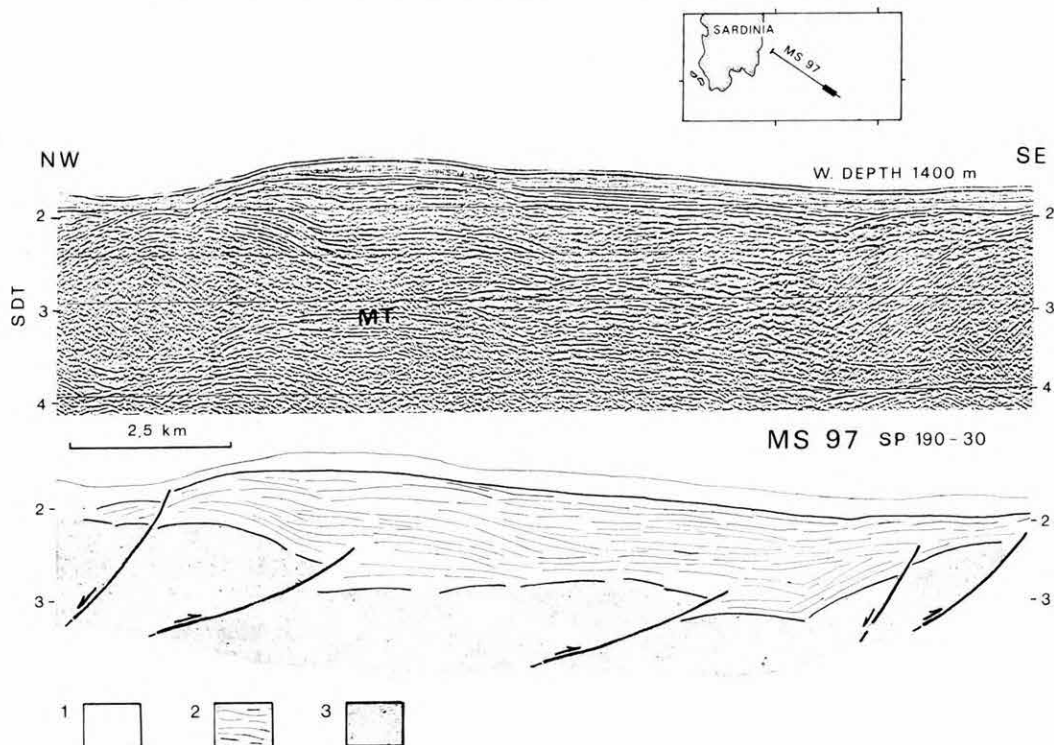 SARDINIA
MS 97
NW
SE
W. DEPTH 1400 m
2 2
SDT
3 3
MT
4 4
2,5 km
MS 97 SP 190-30
2 2
3 3
1 2 3